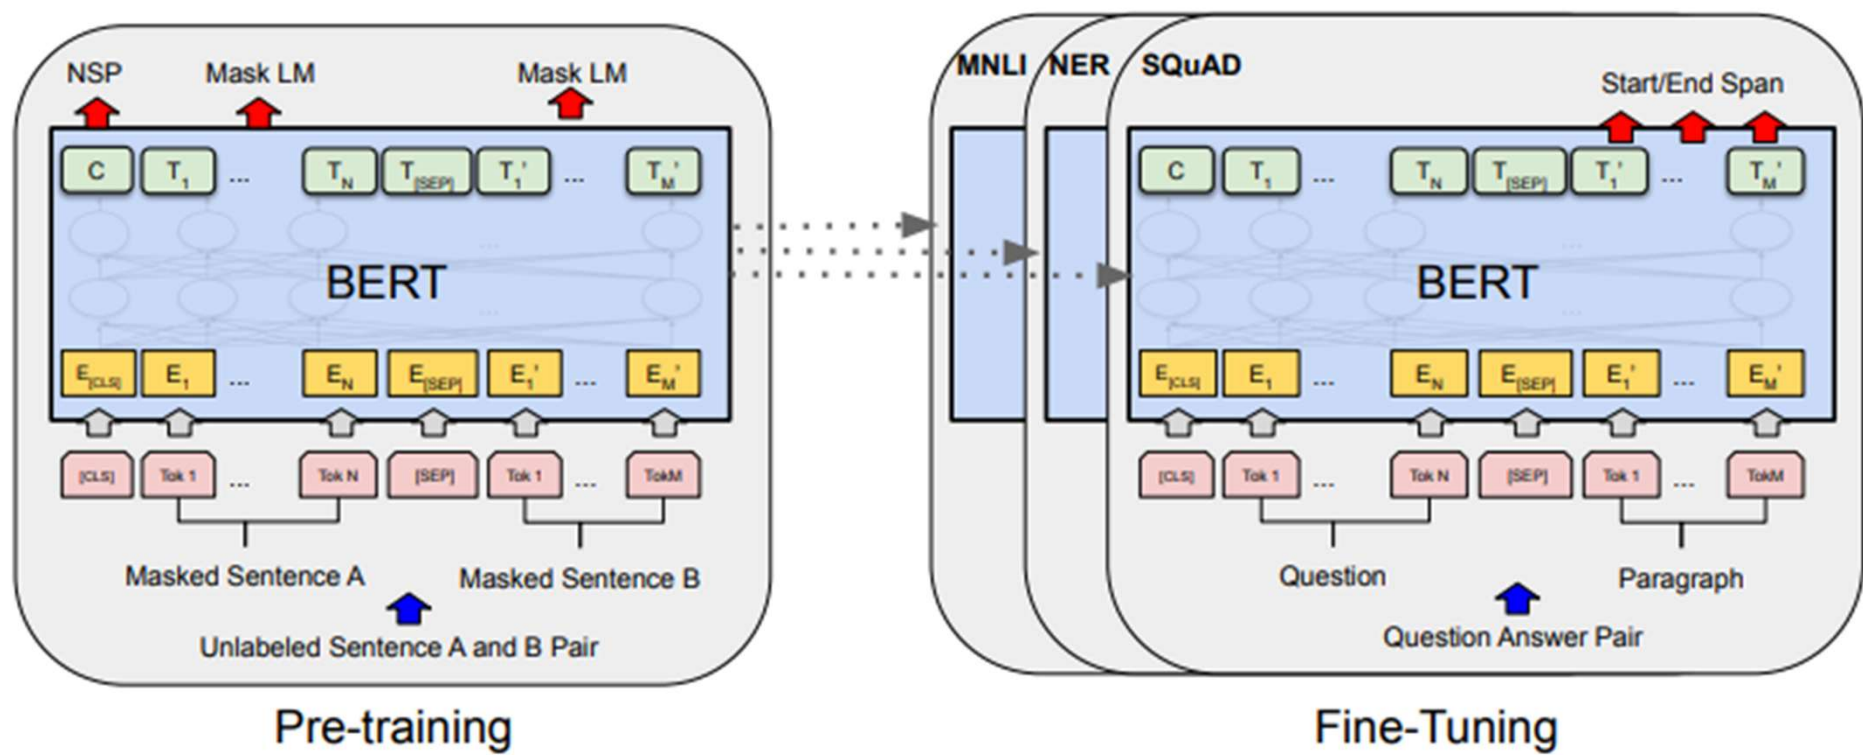 NSP Mask LM Mask LM
C T1 ... TN T[SEP] T1' ... TM'
...
BERT
...
E[CLS] E1 ... EN E[SEP] E1' ... EM'
[CLS] Tok 1 ... Tok N [SEP] Tok 1 ... TokM
Masked Sentence A Masked Sentence B
Unlabeled Sentence A and B Pair
Pre-training
MNLI NER SQuAD
Start/End Span
C T1 ... TN T[SEP] T1' ... TM'
...
BERT
...
E[CLS] E1 ... EN E[SEP] E1' ... EM'
[CLS] Tok 1 ... Tok N [SEP] Tok 1 ... TokM
Question Paragraph
Question Answer Pair
Fine-Tuning